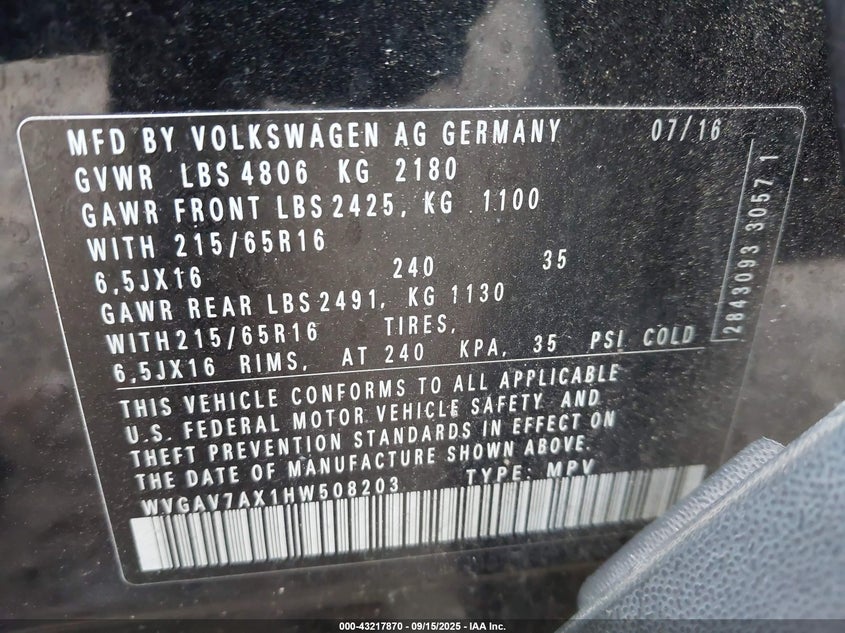 MFD BY VOLKSWAGEN AG GERMANY 07/16
GVWR LBS 4806 KG 2180
GAWR FRONT LBS 2425, KG 1100
WITH 215/65R16
6,5JX16 240 35
GAWR REAR LBS 2491, KG 1130
WITH 215/65R16 TIRES,
6,5JX16 RIMS, AT 240 KPA, 35 PSI COLD
THIS VEHICLE CONFORMS TO ALL APPLICABLE
U.S. FEDERAL MOTOR VEHICLE SAFETY AND
THEFT PREVENTION STANDARDS IN EFFECT ON
THE DATE OF MANUFACTURE SHOWN ABOVE.
WVGAV7AX1HW508203 TYPE: MPV
2843093 3057 1
000-43217870 - 09/15/2025 - IAA Inc.